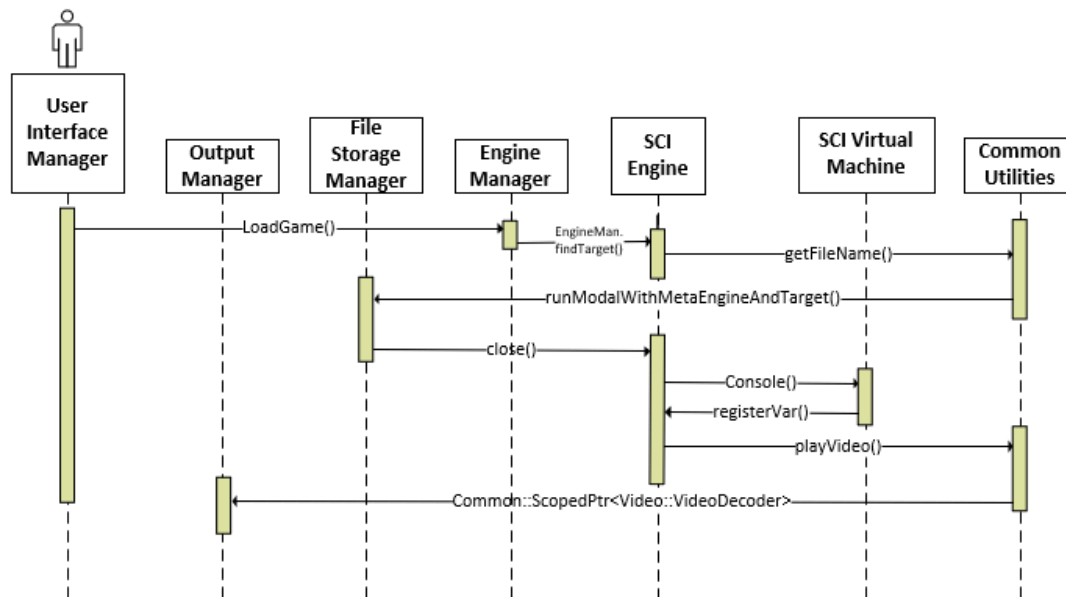 User
Interface
Manager
Output
Manager
File
Storage
Manager
Engine
Manager
SCI
Engine
SCI Virtual
Machine
Common
Utilities
LoadGame()
EngineMan.
findTarget()
getFileName()
runModalWithMetaEngineAndTarget()
close()
Console()
registerVar()
playVideo()
Common::ScopedPtr<Video::VideoDecoder>